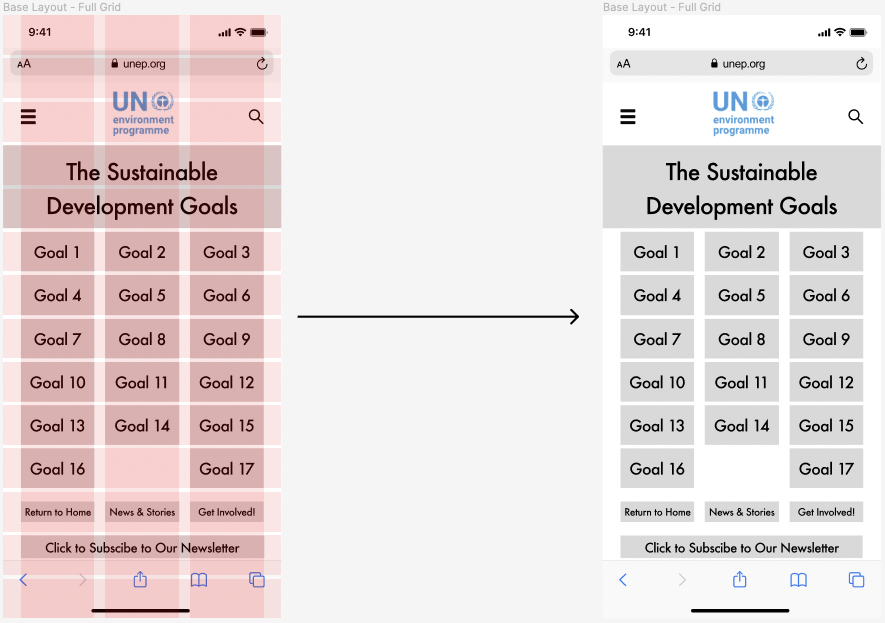 Base Layout - Full Grid
9:41
AA unep.org
UN
environment
programme
The Sustainable
Development Goals
Goal 1 Goal 2 Goal 3
Goal 4 Goal 5 Goal 6
Goal 7 Goal 8 Goal 9
Goal 10 Goal 11 Goal 12
Goal 13 Goal 14 Goal 15
Goal 16 Goal 17
Return to Home News & Stories Get Involved!
Click to Subscibe to Our Newsletter
Base Layout - Full Grid
9:41
AA unep.org
UN
environment
programme
The Sustainable
Development Goals
Goal 1 Goal 2 Goal 3
Goal 4 Goal 5 Goal 6
Goal 7 Goal 8 Goal 9
Goal 10 Goal 11 Goal 12
Goal 13 Goal 14 Goal 15
Goal 16 Goal 17
Return to Home News & Stories Get Involved!
Click to Subscibe to Our Newsletter